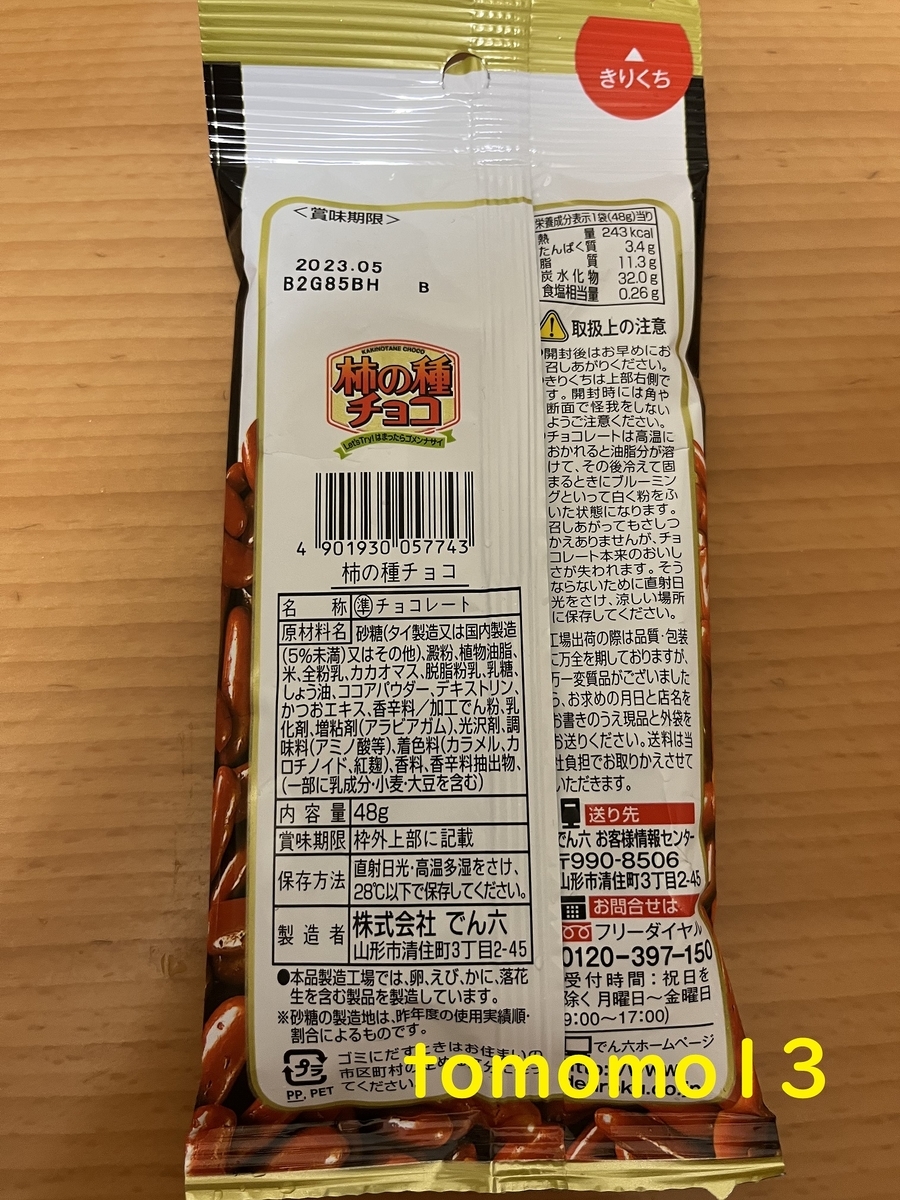 きりくち
＜賞味期限＞
2023.05
B2G85BH B
KAKINOTANE CHOCO
柿の種
チョコ
Let'sTry!はまったらゴメンナサイ
4 901930 057743
柿の種チョコ
名 称 ㊤チョコレート
原材料名 砂糖(タイ製造又は国内製造
(5%未満)又はその他)、澱粉、植物油脂、
米、全粉乳、カカオマス、脱脂粉乳、乳糖、
しょう油、ココアパウダー、デキストリン、
かつおエキス、香辛料／加工でん粉、乳
化剤、増粘剤(アラビアガム)、光沢剤、調
味料(アミノ酸等)、着色料(カラメル、カ
ロチノイド、紅麹)、香料、香辛料抽出物、
(一部に乳成分・小麦・大豆を含む)
内容量 48g
賞味期限 枠外上部に記載
保存方法 直射日光・高温多湿をさけ、
28℃以下で保存してください。
製造者 株式会社 でん六
山形市清住町3丁目2-45
●本品製造工場では、卵、えび、かに、落花
生を含む製品を製造しています。
※砂糖の製造地は、昨年度の使用実績順・
割合によるものです。
プラ
PP, PET
ゴミにだすときはお住まいの
市区町村の
てください
栄養成分表示1袋(48g)当り
熱量 243kcal
たんぱく質 3.4g
脂質 11.3g
炭水化物 32.0g
食塩相当量 0.26g
取扱上の注意
開封後はお早めにお
召しあがりください。
きりくちは上部右側で
す。開封時には角や
断面で怪我をしない
ようご注意ください。
チョコレートは高温に
おかれると油脂分が溶
けて、その後冷えて固
まるときにブルーミン
グといって白く粉をふ
いた状態になります。
召しあがってもさしつ
かえありませんが、チョ
コレート本来のおいし
さが失われます。そう
ならないために直射日
光をさけ、涼しい場所
に保存してください。
工場出荷の際は品質・包装
に万全を期しておりますが、
万一変質品がございました
ら、お求めの月日と店名を
お書きのうえ現品と外袋を
お送りください。送料は当
社負担でお取りかえさせて
いただきます。
送り先
でん六 お客様情報センター
〒990-8506
山形市清住町3丁目2-45
お問合せは
フリーダイヤル
0120-397-150
受付時間：祝日を
除く月曜日～金曜日
9:00～17:00)
でん六ホームページ
tomomo13